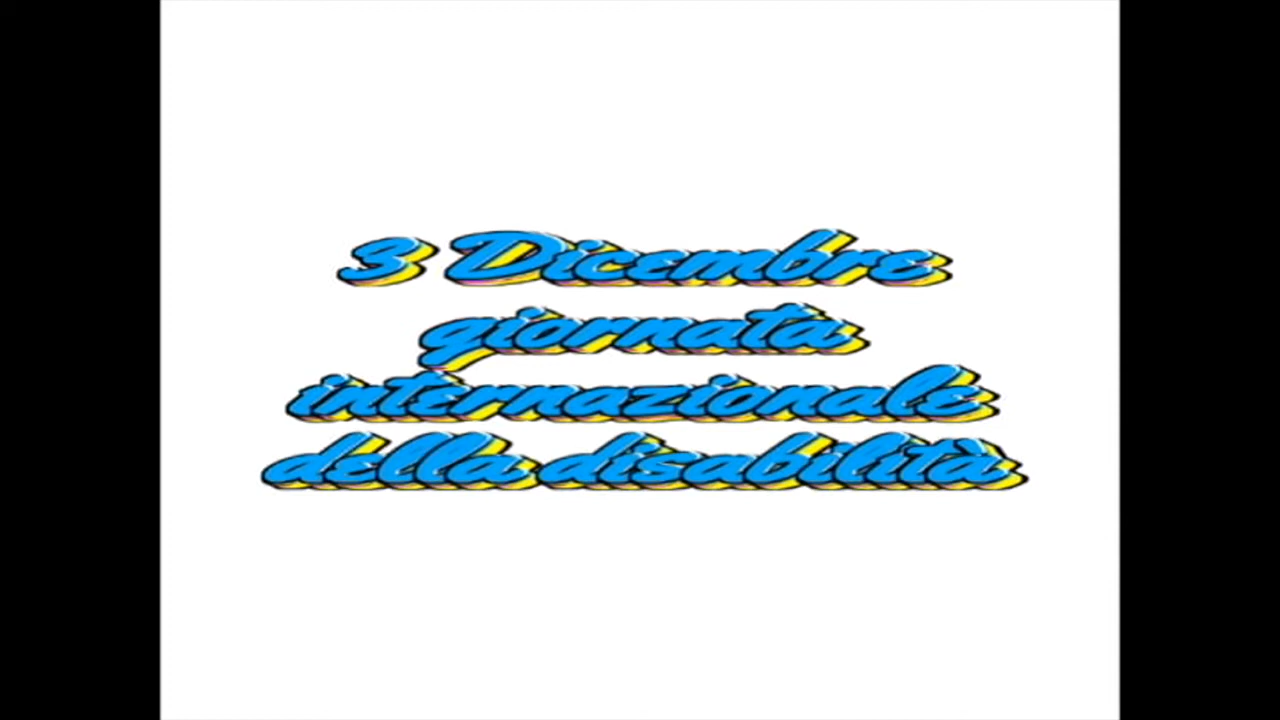 3 Dicembre
giornata
internazionale
della disabilità